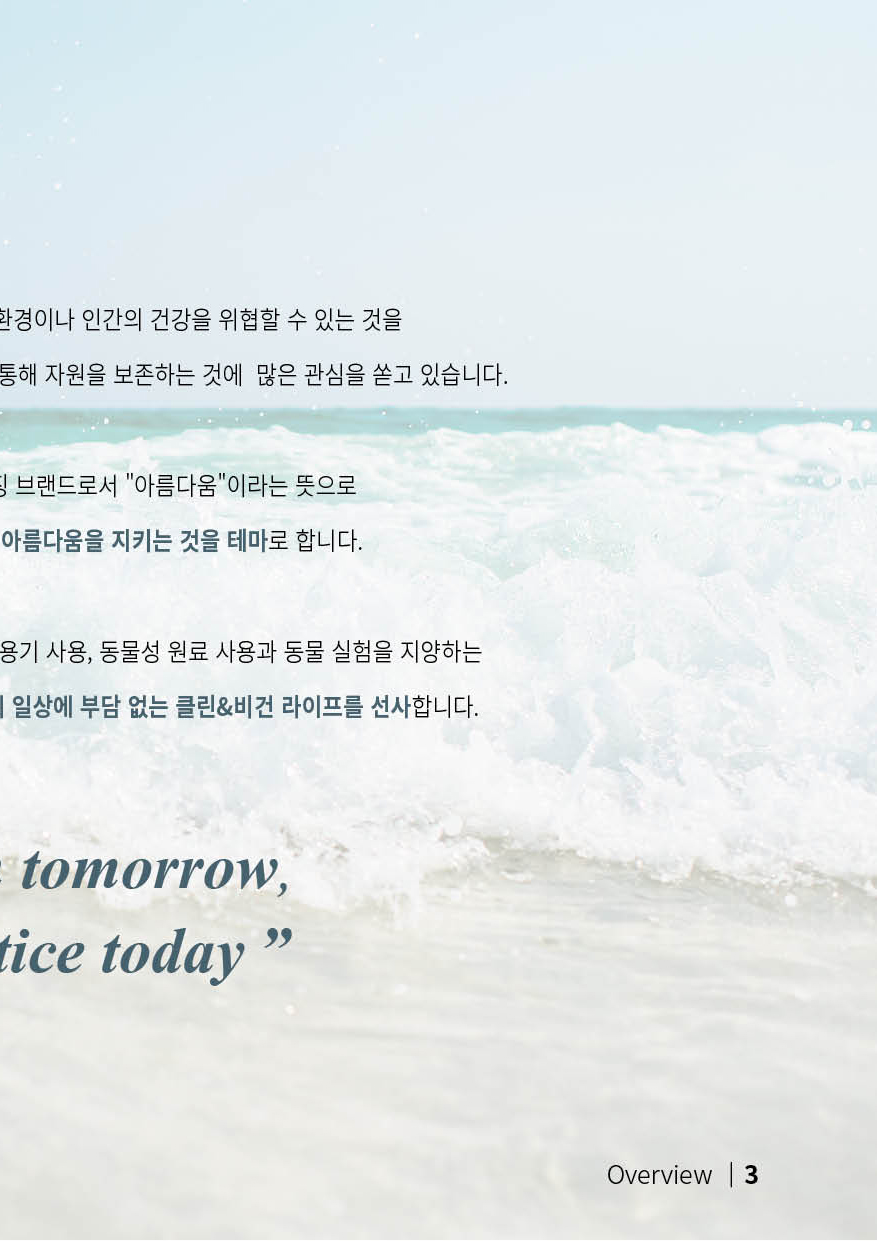 환경이나 인간의 건강을 위협할 수 있는 것을
통해 자원을 보존하는 것에 많은 관심을 쏟고 있습니다.
브랜드로서 "아름다움"이라는 뜻으로
아름다움을 지키는 것을 테마로 합니다.
용기 사용, 동물성 원료 사용과 동물 실험을 지양하는
일상에 부담 없는 클린&비건 라이프를 선사합니다.
tomorrow,
tice today ”
Overview | 3